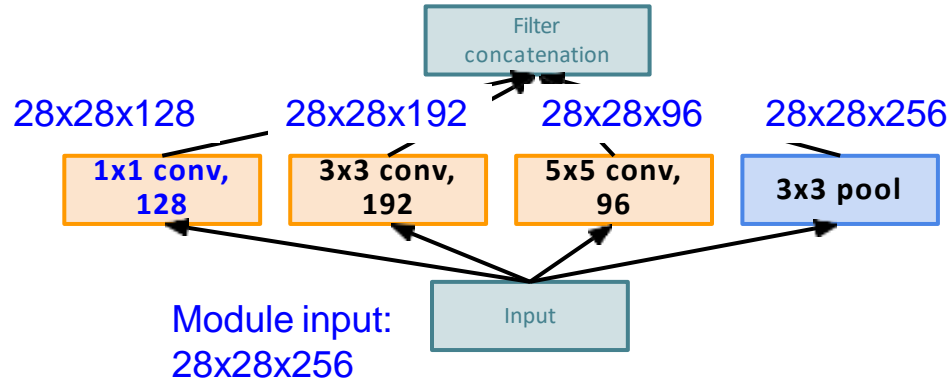 Filter
concatenation
28x28x128
28x28x192
28x28x96
28x28x256
1x1 conv,
128
3x3 conv,
192
5x5 conv,
96
3x3 pool
Input
Module input:
28x28x256